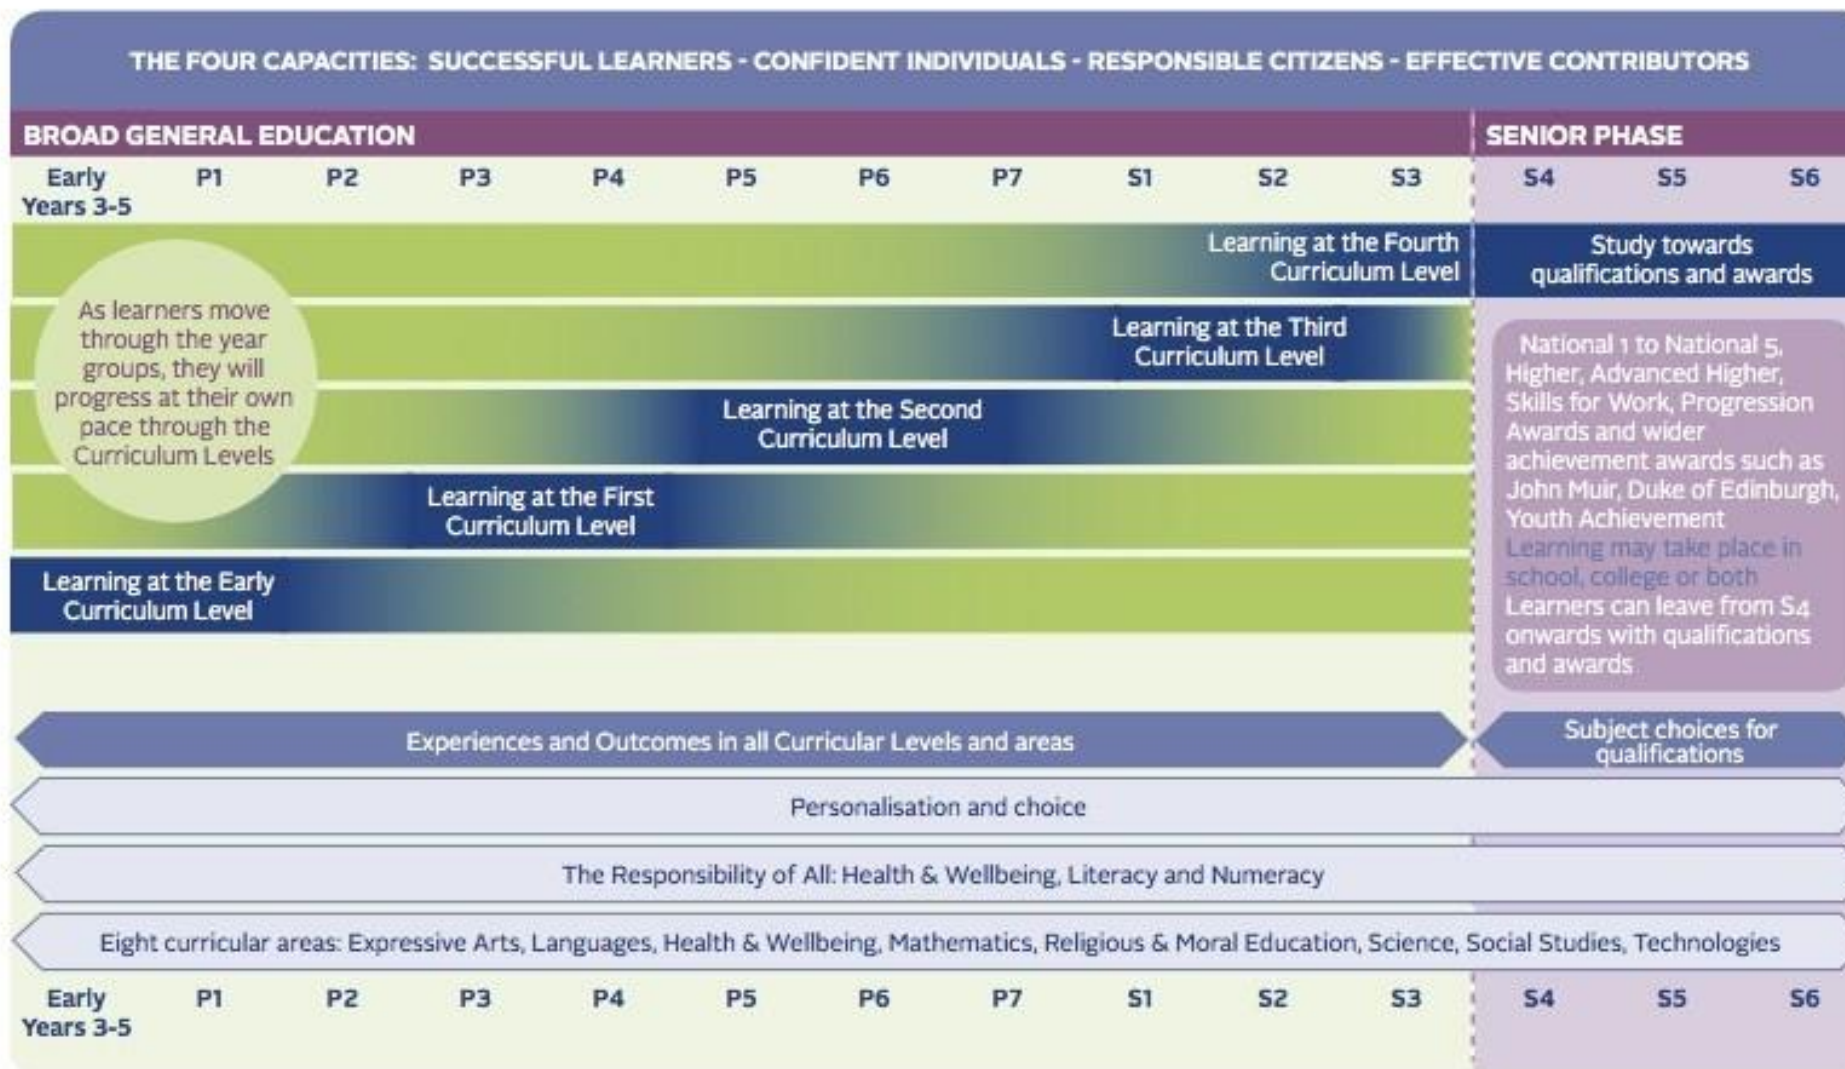 THE FOUR CAPACITIES: SUCCESSFUL LEARNERS - CONFIDENT INDIVIDUALS - RESPONSIBLE CITIZENS - EFFECTIVE CONTRIBUTORS
BROAD GENERAL EDUCATION
SENIOR PHASE
Early P1 P2 P3 P4 P5 P6 P7 S1 S2 S3 S4 S5 S6
Years 3-5
Learning at the Fourth
Curriculum Level
Study towards
qualifications and awards
As learners move
through the year
groups, they will
progress at their own
pace through the
Curriculum Levels
Learning at the Third
Curriculum Level
Learning at the Second
Curriculum Level
Learning at the First
Curriculum Level
Learning at the Early
Curriculum Level
National 1 to National 5,
Higher, Advanced Higher,
Skills for Work, Progression
Awards and wider
achievement awards such as
John Muir, Duke of Edinburgh,
Youth Achievement
Learning may take place in
school, college or both
Learners can leave from S4
onwards with qualifications
and awards
Experiences and Outcomes in all Curricular Levels and areas
Subject choices for
qualifications
Personalisation and choice
The Responsibility of All: Health & Wellbeing, Literacy and Numeracy
Eight curricular areas: Expressive Arts, Languages, Health & Wellbeing, Mathematics, Religious & Moral Education, Science, Social Studies, Technologies
Early P1 P2 P3 P4 P5 P6 P7 S1 S2 S3 S4 S5 S6
Years 3-5